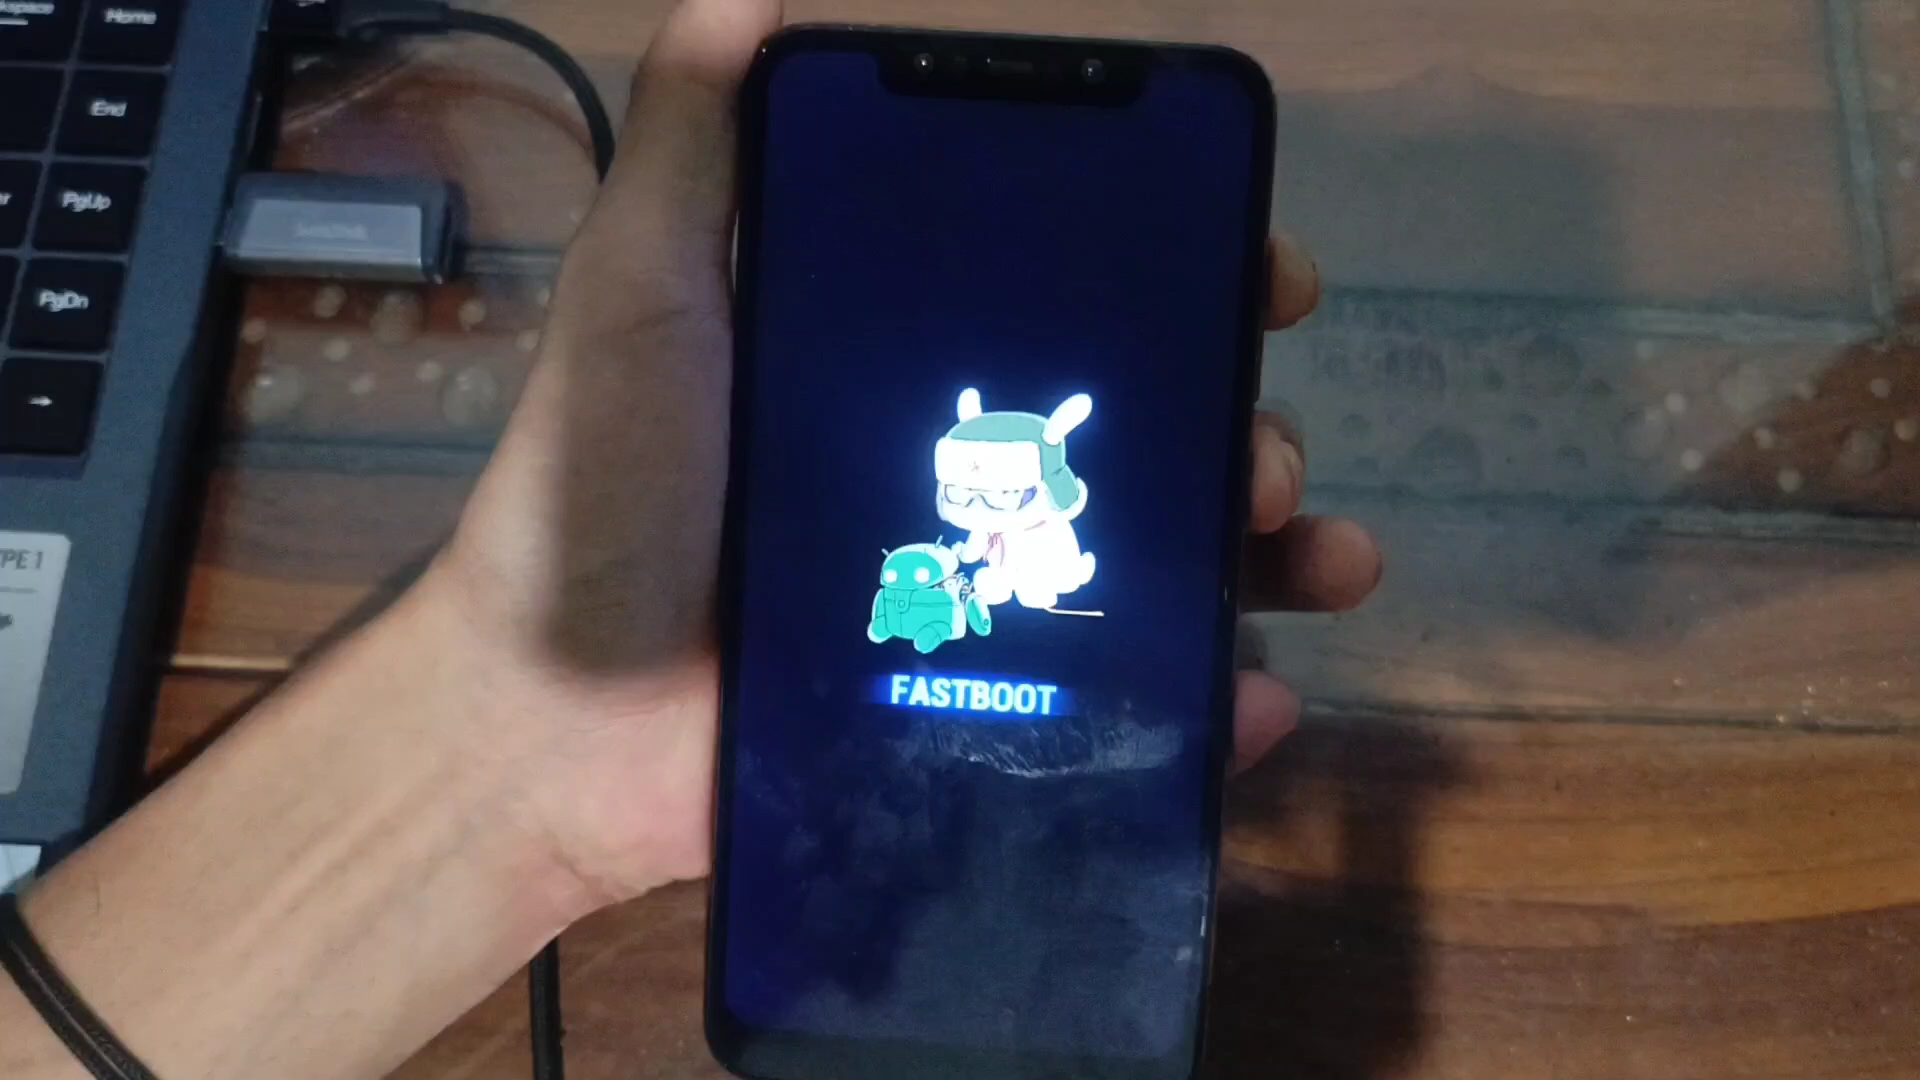 Home
End
PgUp
PgDn
→
FASTBOOT